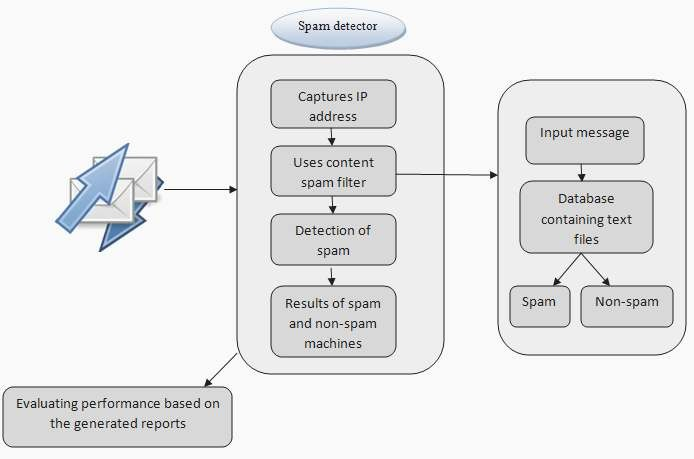 Spam detector
Captures IP
address
Uses content
spam filter
Detection of
spam
Results of spam
and non-spam
machines
Input message
Database
containing text
files
Spam
Non-spam
Evaluating performance based on
the generated reports